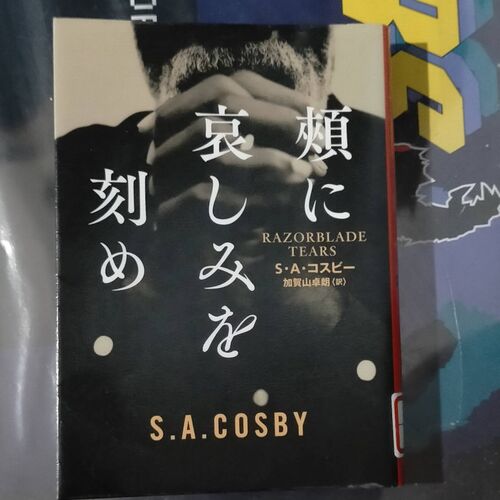 頰に
哀しみを
刻め
RAZORBLADE
TEARS
S・A・コスビー
加賀山卓朗〈訳〉
S.A.COSBY